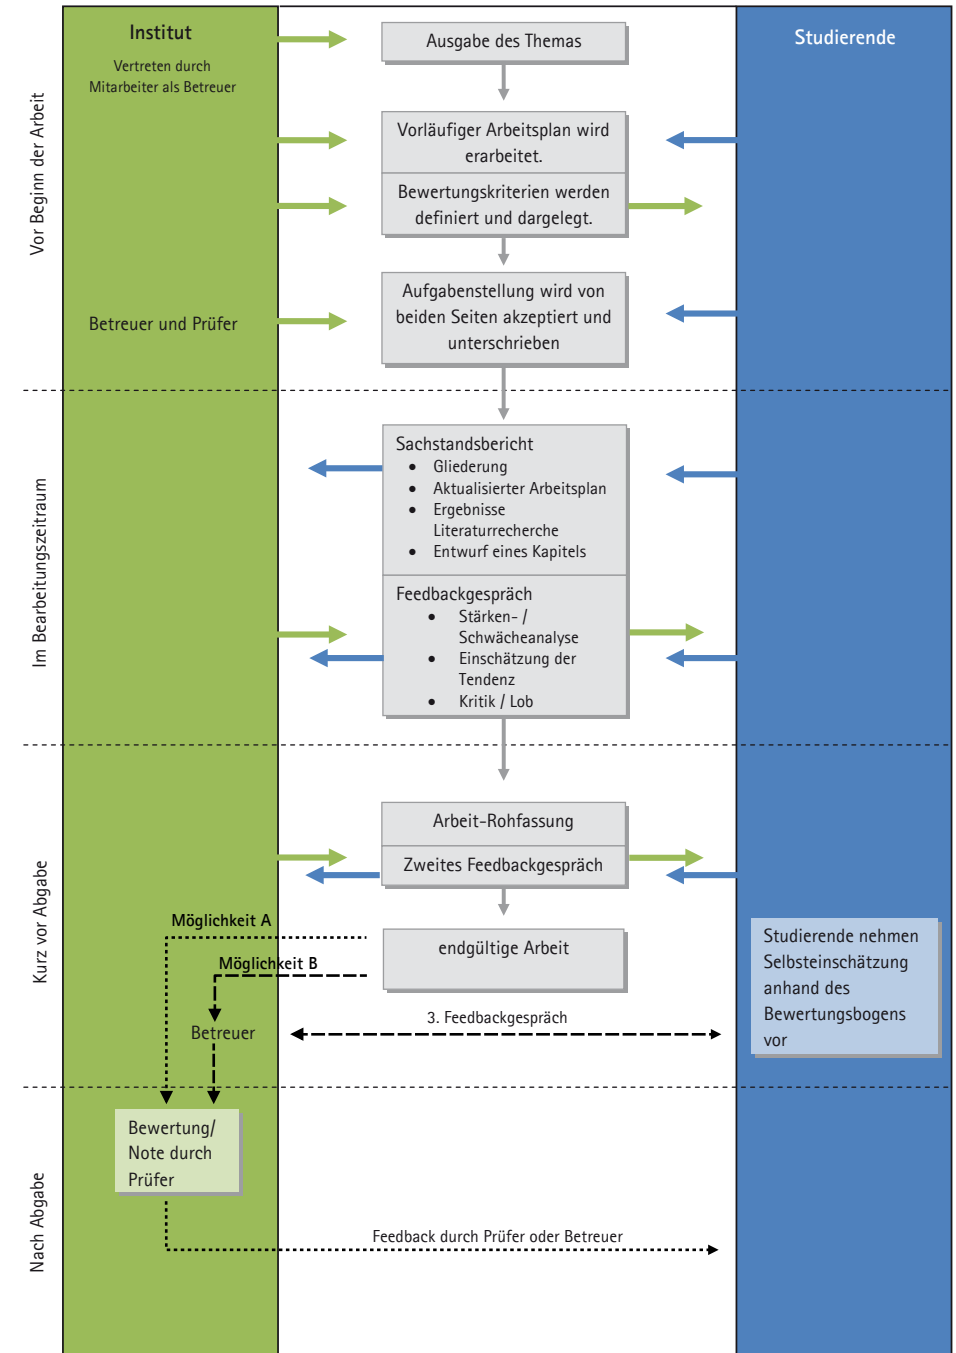 Institut
Vertreten durch
Mitarbeiter als Betreuer
Ausgabe des Themas
Studierende
Vor Beginn der Arbeit
Vorläufiger Arbeitsplan wird
erarbeitet.
Bewertungskriterien werden
definiert und dargelegt.
Betreuer und Prüfer
Aufgabenstellung wird von
beiden Seiten akzeptiert und
unterschrieben
Im Bearbeitungszeitraum
Sachstandsbericht
• Gliederung
• Aktualisierter Arbeitsplan
• Ergebnisse
Literaturrecherche
• Entwurf eines Kapitels
Feedbackgespräch
• Stärken- /
Schwächeanalyse
• Einschätzung der
Tendenz
• Kritik / Lob
Kurz vor Abgabe
Arbeit-Rohfassung
Zweites Feedbackgespräch
Möglichkeit A
endgültige Arbeit
Möglichkeit B
Betreuer
3. Feedbackgespräch
Studierende nehmen
Selbsteinschätzung
anhand des
Bewertungsbogens
vor
Nach Abgabe
Bewertung/
Note durch
Prüfer
Feedback durch Prüfer oder Betreuer